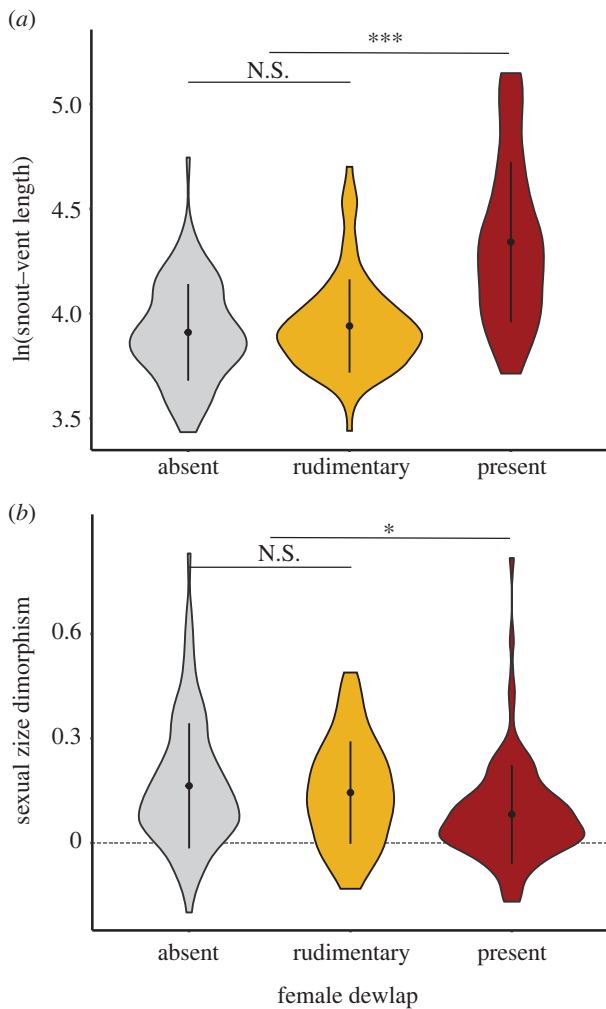 (a)
***
N.S.
5.0
4.5
4.0
3.5
ln(snout–vent length)
absent rudimentary present
(b)
*
N.S.
0.6
0.3
0
sexual zize dimorphism
absent rudimentary present
female dewlap